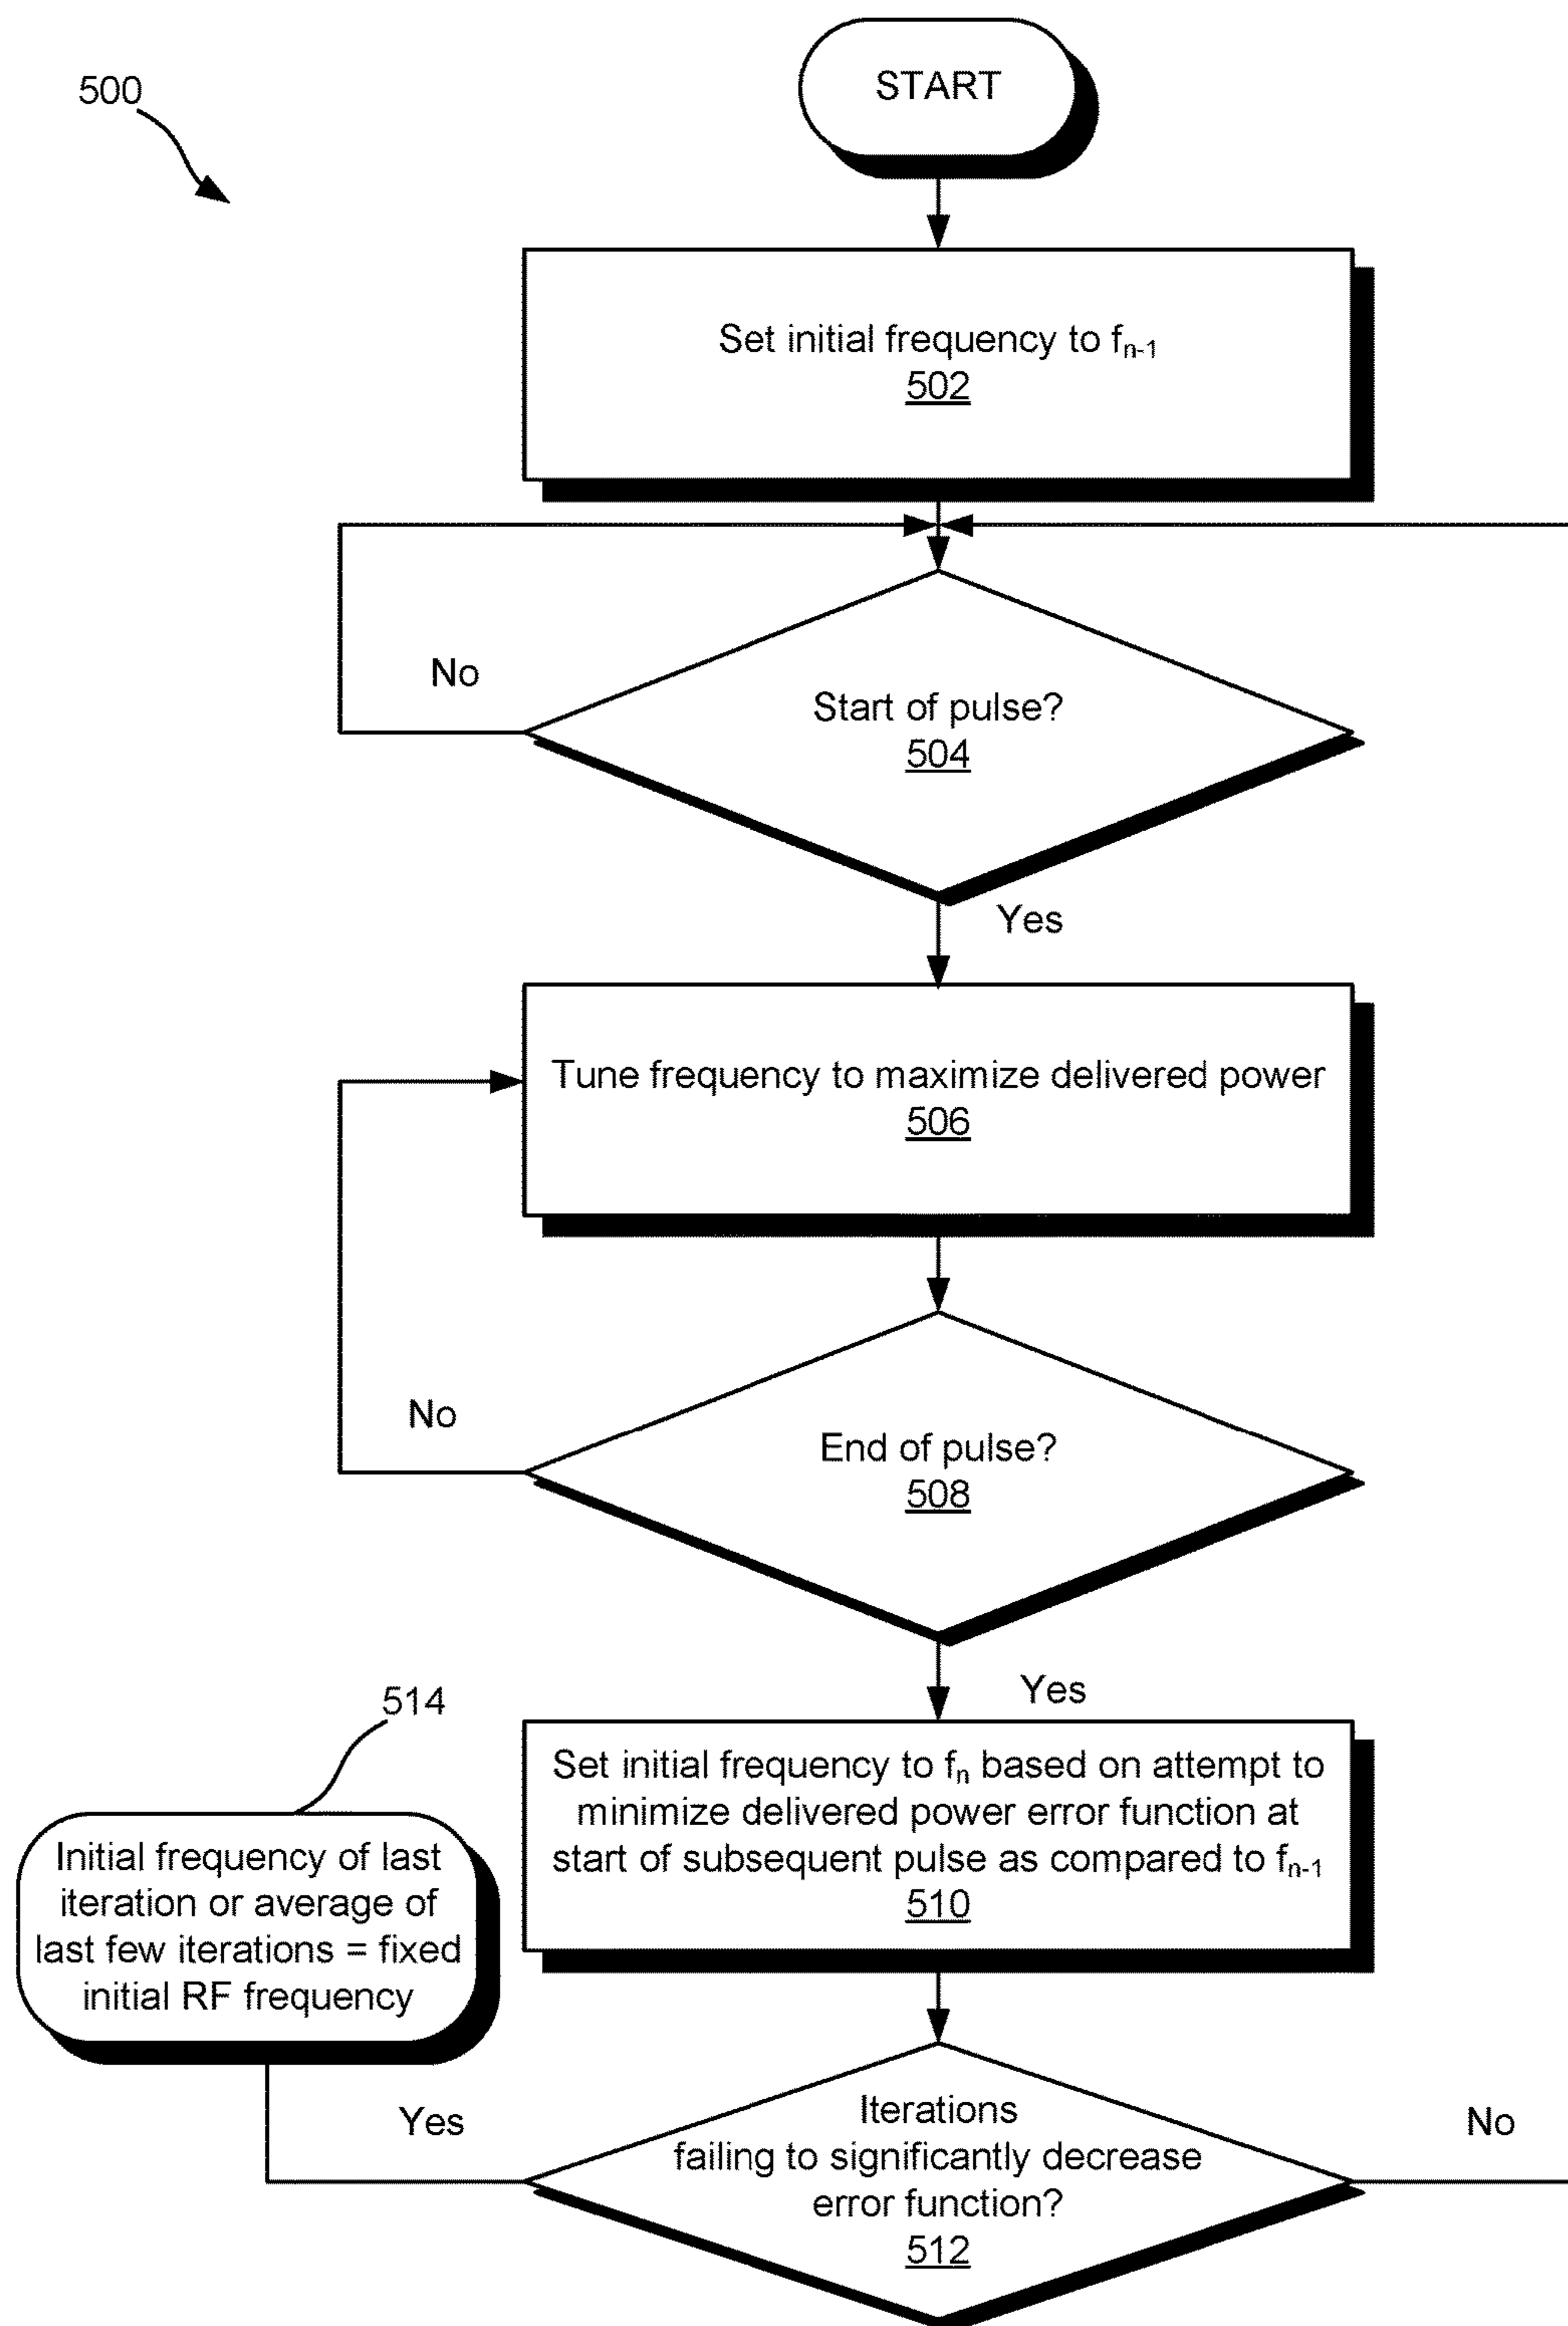 500
START
Set initial frequency to fn-1
502
No
Start of pulse?
504
Yes
Tune frequency to maximize delivered power
506
No
End of pulse?
508
Yes
514
Set initial frequency to fn based on attempt to
minimize delivered power error function at
start of subsequent pulse as compared to fn-1
510
Initial frequency of last
iteration or average of
last few iterations = fixed
initial RF frequency
Yes
Iterations
failing to significantly decrease
error function?
512
No